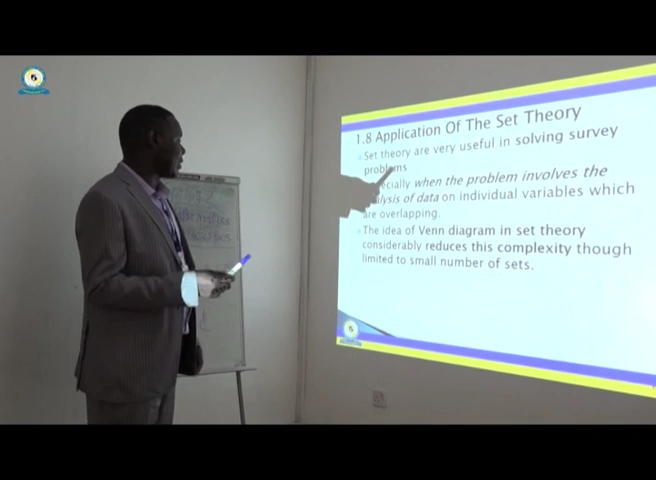 1.8 Application Of The Set Theory
Set theory are very useful in solving survey
problems
cially when the problem involves the
lysis of data on individual variables which
are overlapping.
The idea of Venn diagram in set theory
considerably reduces this complexity though
limited to small number of sets.